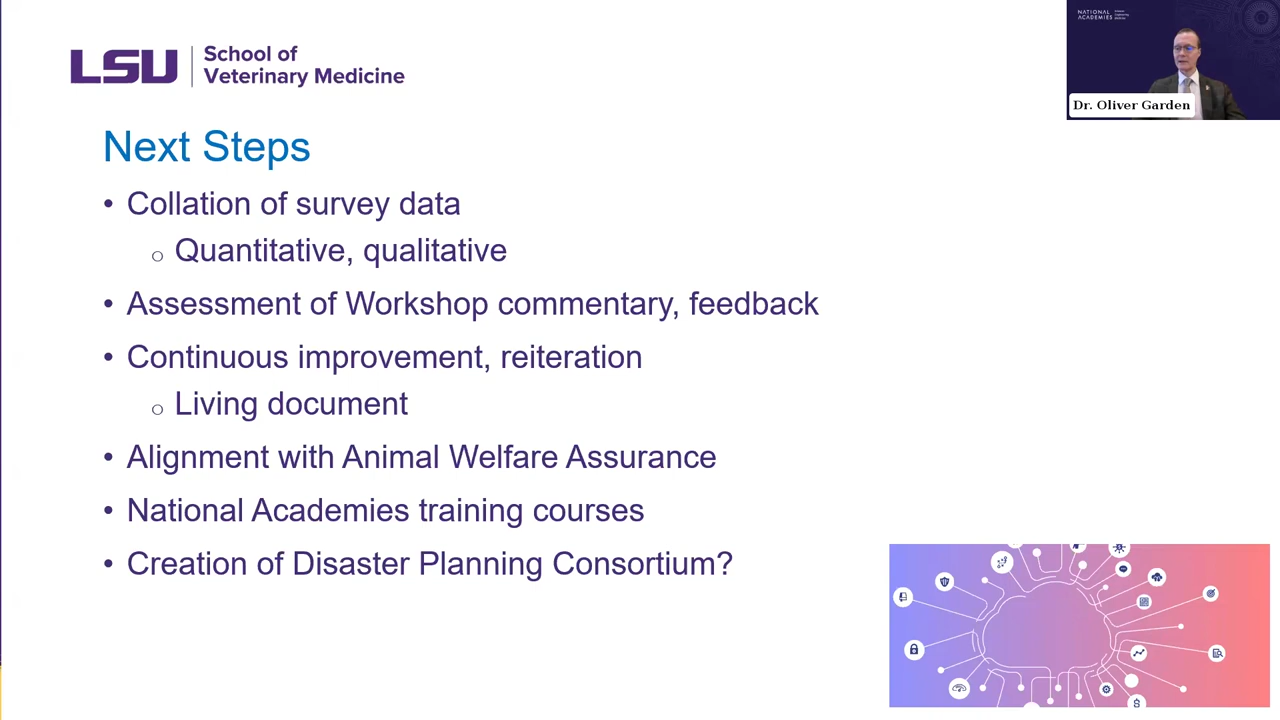 LSU
School of
Veterinary Medicine
NATIONAL
ACADEMIES
Dr. Oliver Garden
Next Steps
• Collation of survey data
o Quantitative, qualitative
• Assessment of Workshop commentary, feedback
• Continuous improvement, reiteration
o Living document
• Alignment with Animal Welfare Assurance
• National Academies training courses
• Creation of Disaster Planning Consortium?